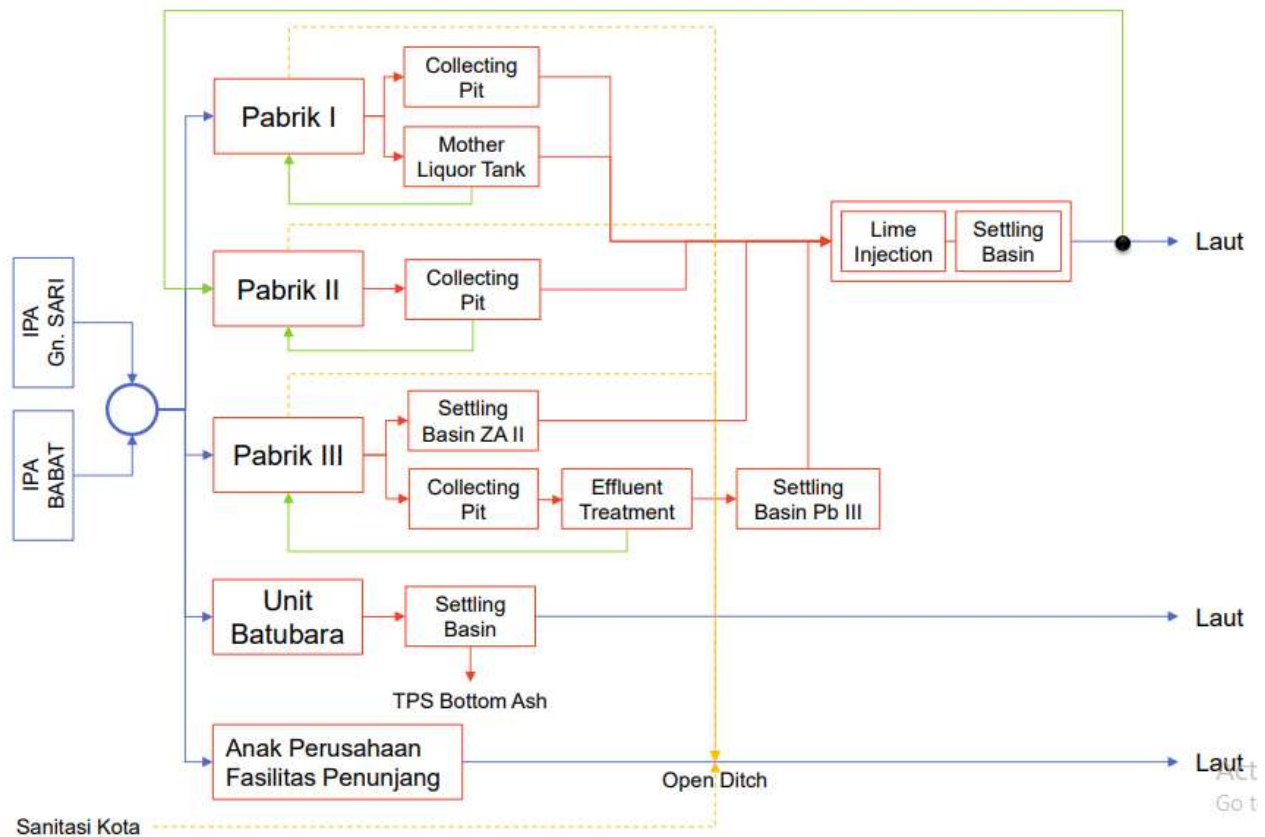 Collecting
Pit
Pabrik I
Mother
Liquor Tank
Lime
Injection
Settling
Basin
Laut
Pabrik II
Collecting
Pit
IPA
Gn. SARI
IPA
BABAT
Pabrik III
Settling
Basin ZA II
Collecting
Pit
Effluent
Treatment
Settling
Basin Pb III
Unit
Batubara
Settling
Basin
Laut
TPS Bottom Ash
Anak Perusahaan
Fasilitas Penunjang
Open Ditch
Laut
Act
Go t
Sanitasi Kota